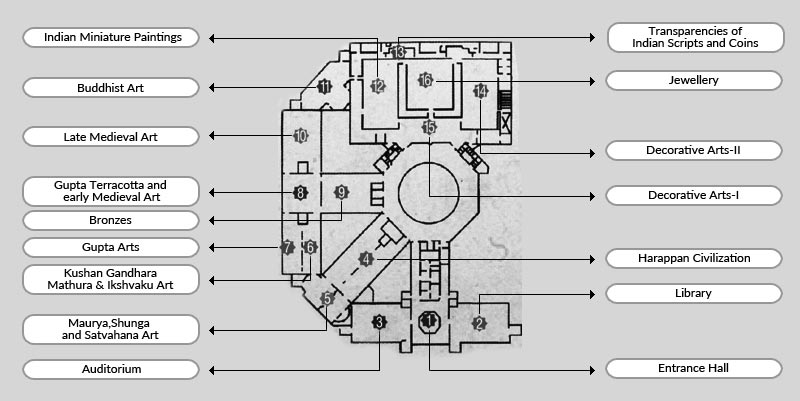 Indian Miniature Paintings
Buddhist Art
Late Medieval Art
Gupta Terracotta and
early Medieval Art
Bronzes
Gupta Arts
Kushan Gandhara
Mathura & Ikshvaku Art
Maurya,Shunga
and Satvahana Art
Auditorium
13
16
12
11
14
15
10
8
9
7
6
4
5
3
1
2
Transparencies of
Indian Scripts and Coins
Jewellery
Decorative Arts-II
Decorative Arts-I
Harappan Civilization
Library
Entrance Hall